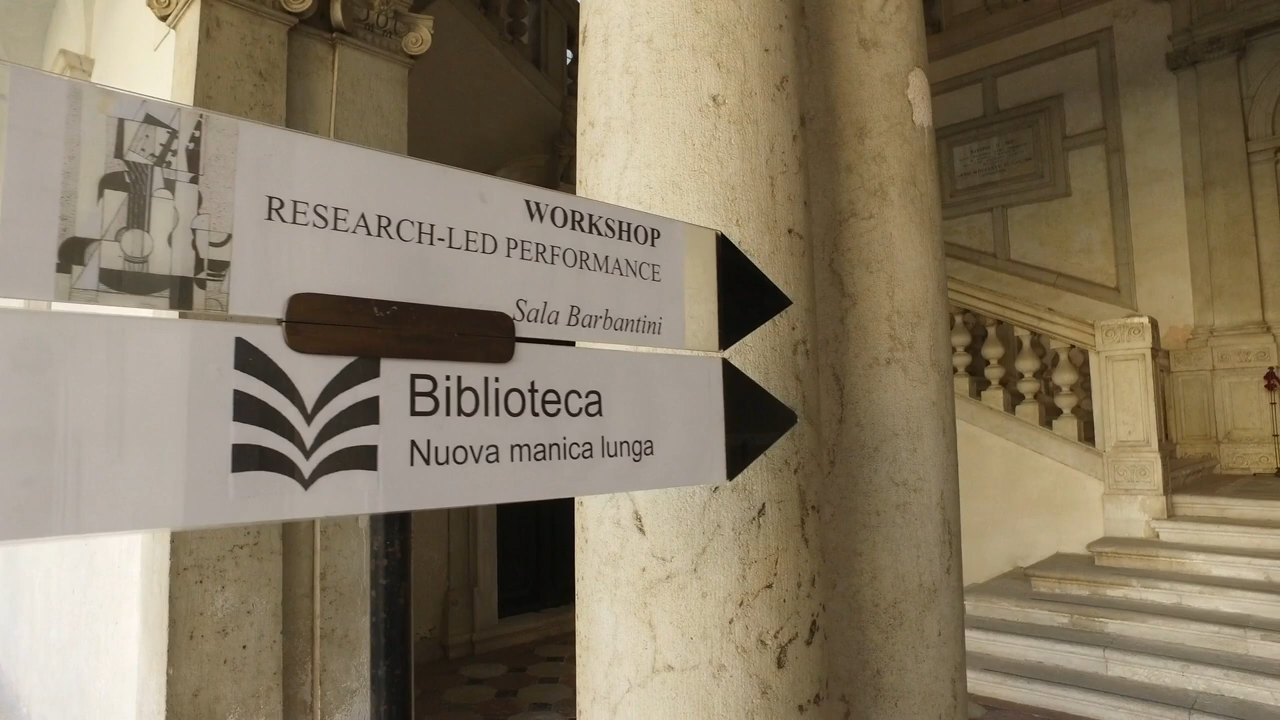 WORKSHOP
RESEARCH-LED PERFORMANCE
Sala Barbantini
Biblioteca
Nuova manica lunga